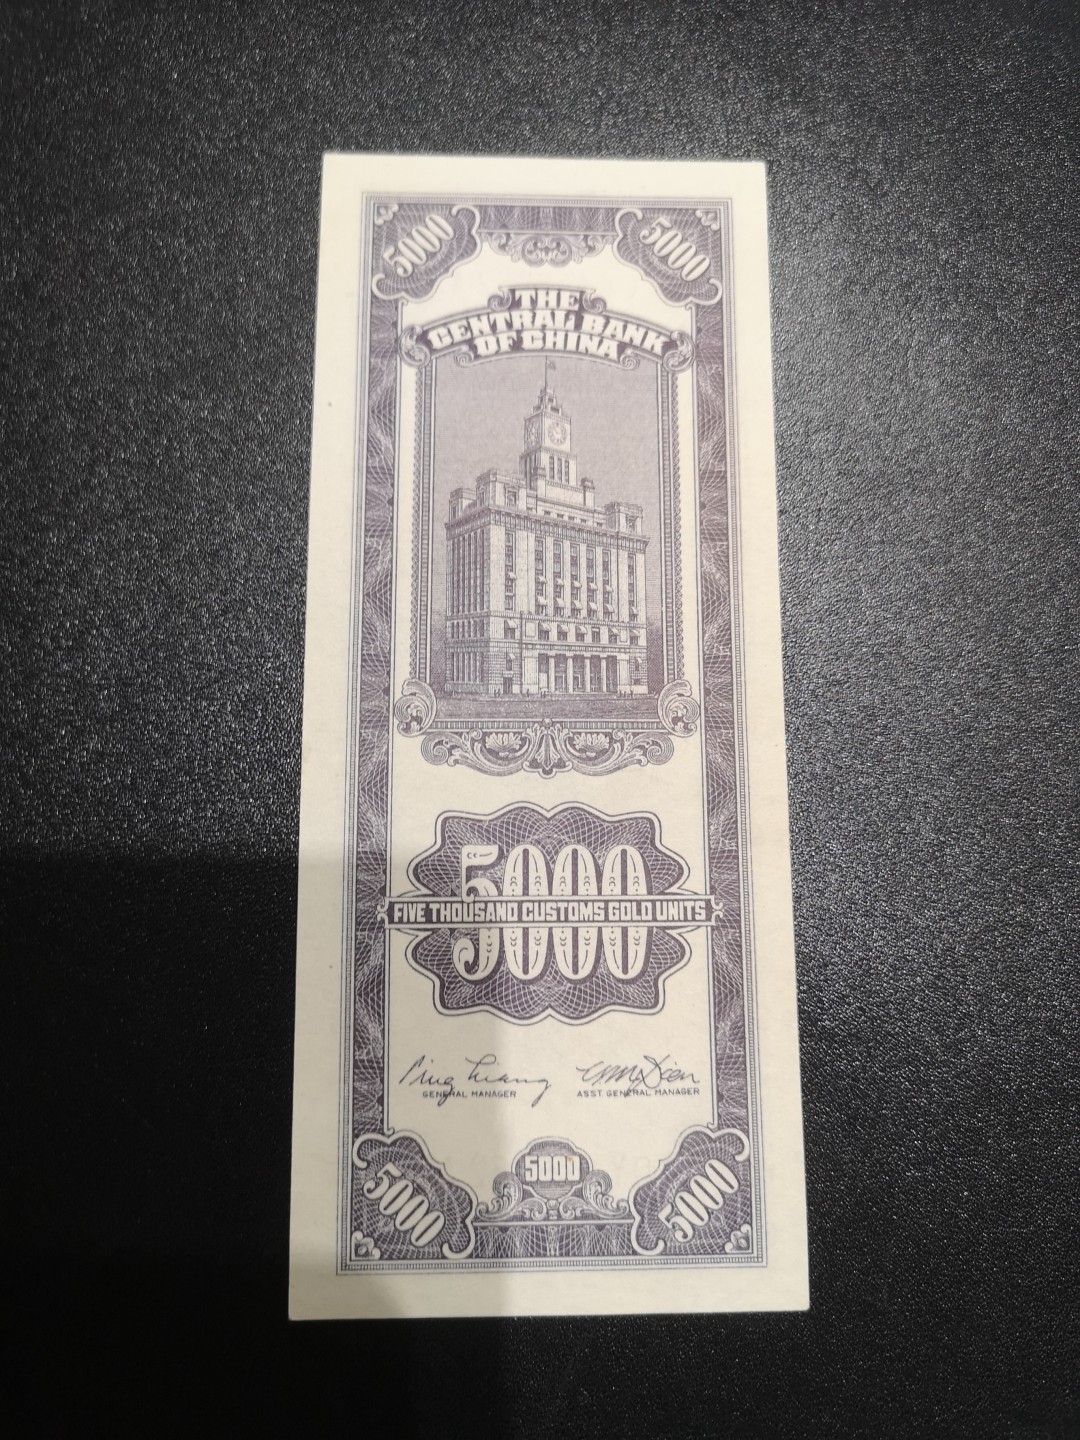 5000 5000
THE
CENTRAL BANK
OF CHINA
5000
FIVE THOUSAND CUSTOMS GOLD UNITS
GENERAL MANAGER ASST GENERAL MANAGER
5000
5000 5000